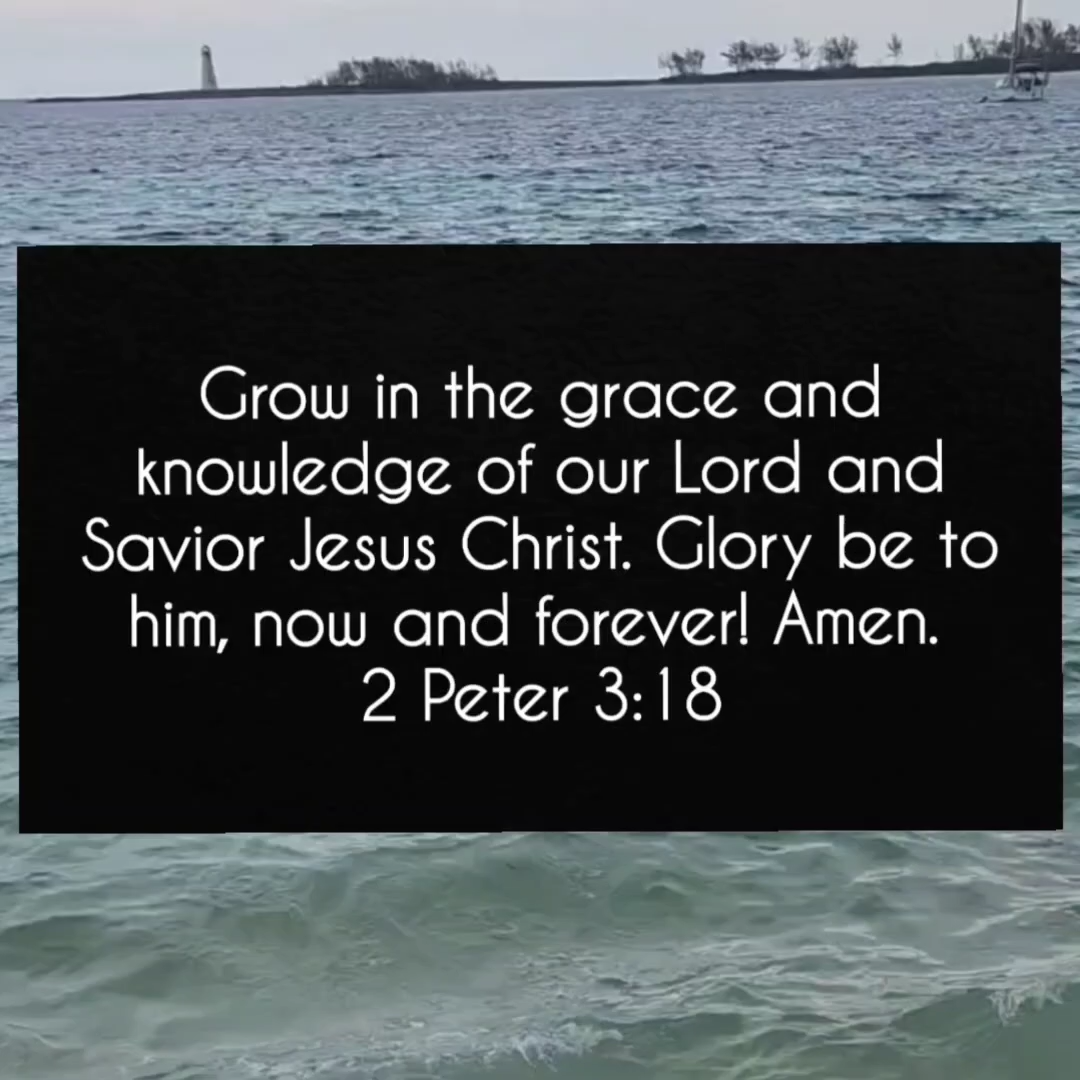 Grow in the grace and
knowledge of our Lord and
Savior Jesus Christ. Glory be to
him, now and forever! Amen.
2 Peter 3:18